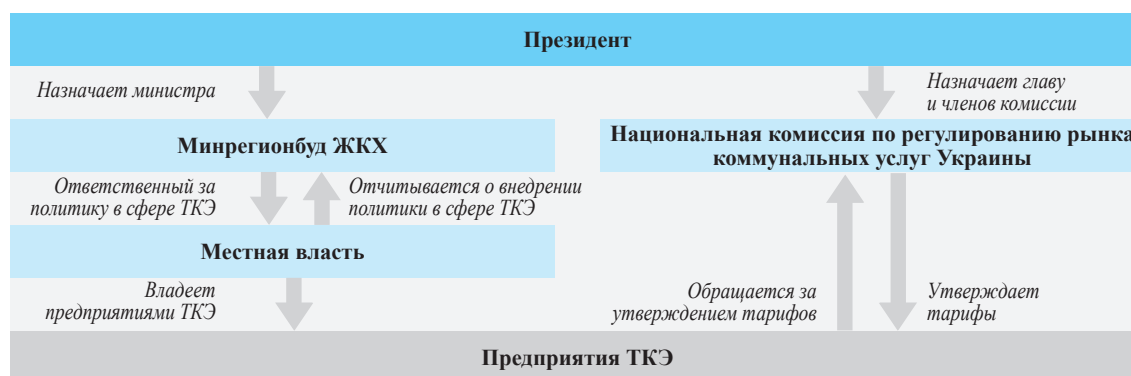 Президент
Назначает министра
Назначает главу
и членов комиссии
Минрегионбуд ЖКХ
Национальная комиссия по регулированию рынка
коммунальных услуг Украины
Ответственный за
политику в сфере ТКЭ
Отчитывается о внедрении
политики в сфере ТКЭ
Местная власть
Владеет
предприятиями ТКЭ
Обращается за
утверждением тарифов
Утверждает
тарифы
Предприятия ТКЭ